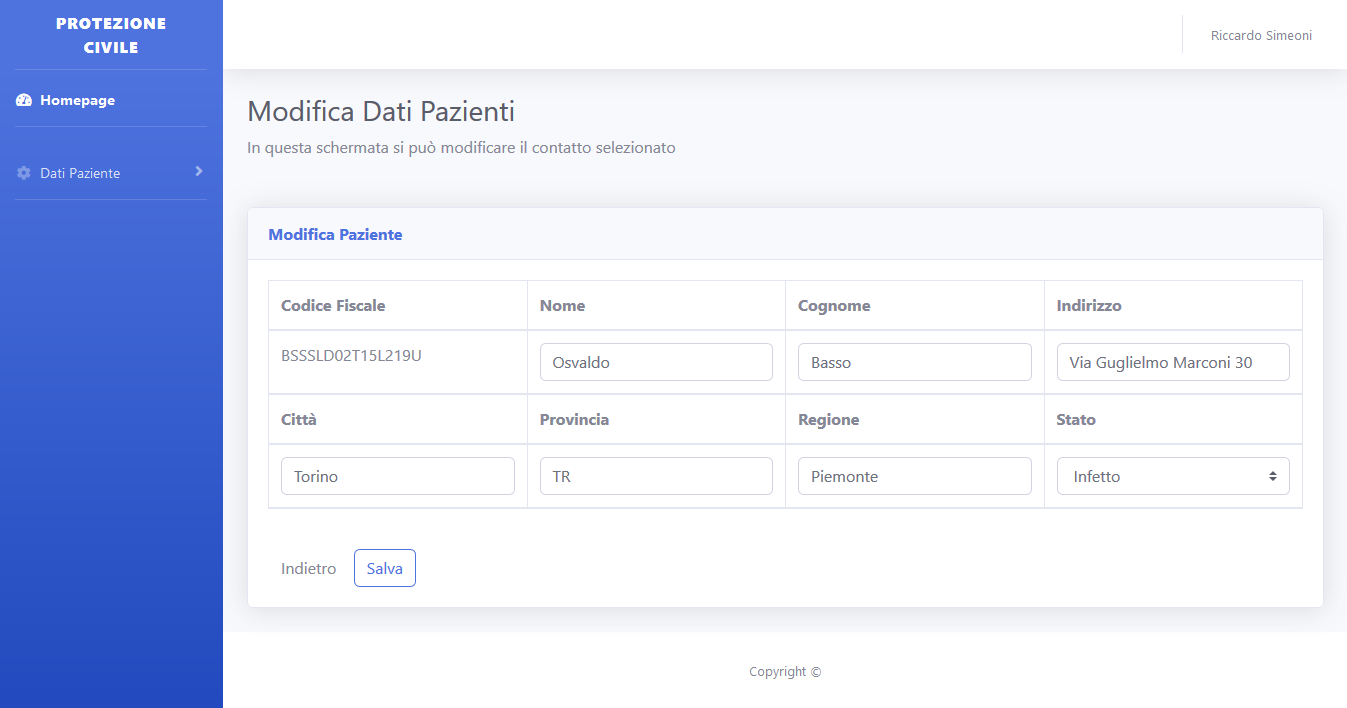 PROTEZIONE
CIVILE
Riccardo Simeoni
Homepage
Dati Paziente
Modifica Dati Pazienti
In questa schermata si può modificare il contatto selezionato
Modifica Paziente
Codice Fiscale Nome Cognome Indirizzo
BSSSLD02T15L219U Osvaldo Basso Via Guglielmo Marconi 30
Città Provincia Regione Stato
Torino TR Piemonte Infetto
Indietro Salva
Copyright ©